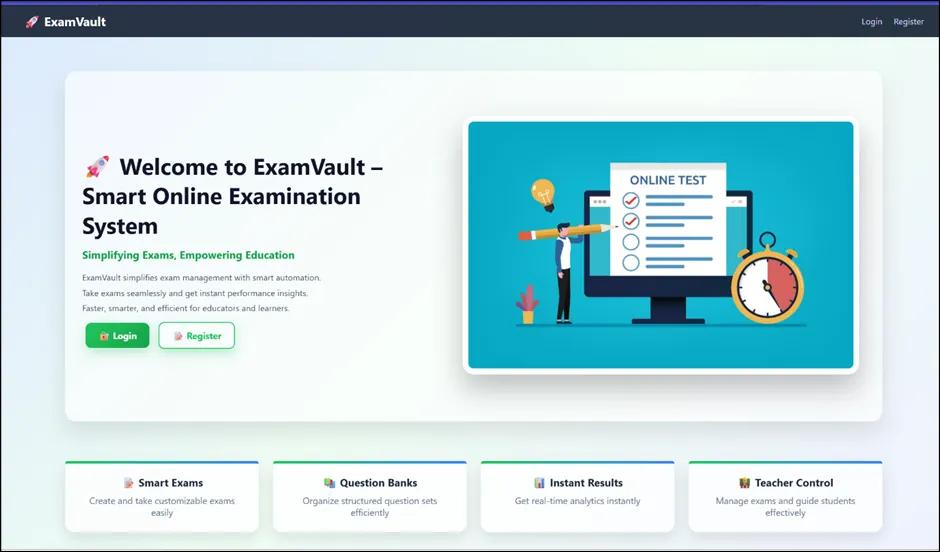 🚀 ExamVault
Login
Register
🚀 Welcome to ExamVault –
Smart Online Examination
System
Simplifying Exams, Empowering Education
ExamVault simplifies exam management with smart automation.
Take exams seamlessly and get instant performance insights.
Faster, smarter, and efficient for educators and learners.
🔐 Login
📝 Register
ONLINE TEST
📝 Smart Exams
Create and take customizable exams
easily
📚 Question Banks
Organize structured question sets
efficiently
📊 Instant Results
Get real-time analytics instantly
👩‍🏫 Teacher Control
Manage exams and guide students
effectively